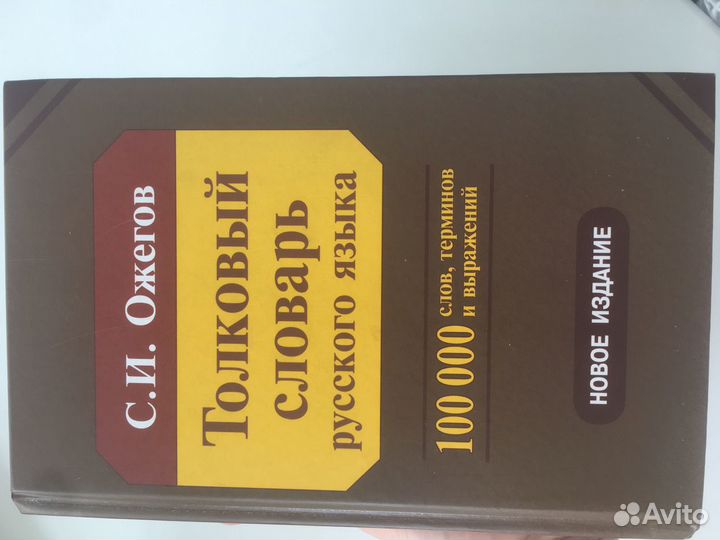 С.И. Ожегов
Толковый
словарь
русского языка
100 000 слов, терминов
и выражений
НОВОЕ ИЗДАНИЕ
Avito